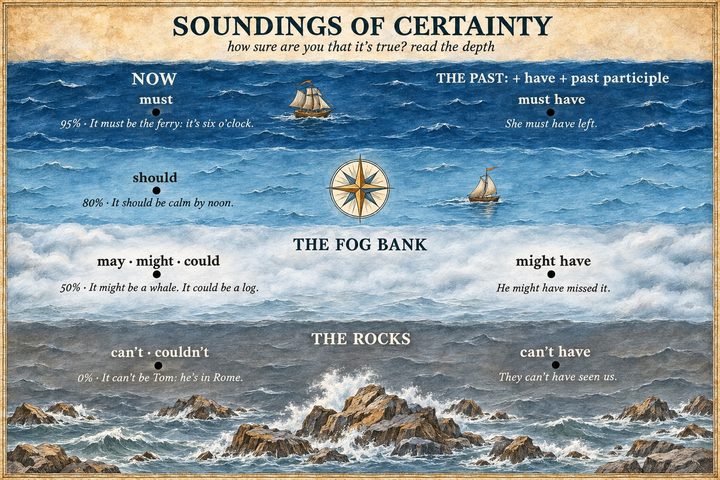 SOUNDINGS OF CERTAINTY
how sure are you that it's true? read the depth
NOW
must
95% · It must be the ferry: it's six o'clock.
THE PAST: + have + past participle
must have
She must have left.
should
80% · It should be calm by noon.
THE FOG BANK
may · might · could
50% · It might be a whale. It could be a log.
might have
He might have missed it.
THE ROCKS
can't · couldn't
0% · It can't be Tom: he's in Rome.
can't have
They can't have seen us.